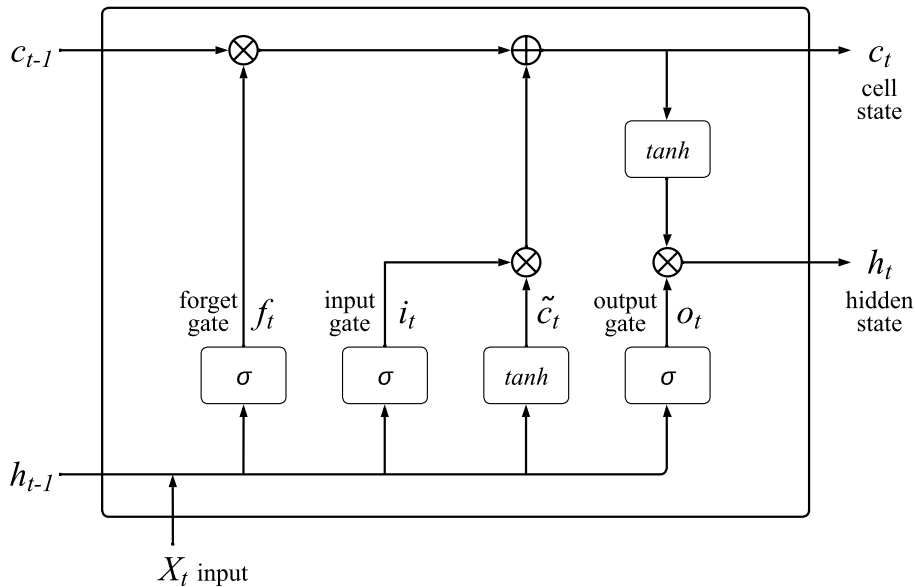 c_{t-1}
c_t
cell
state
tanh
h_t
hidden
state
forget
gate
f_t
input
gate
i_t
c̃_t
output
gate
o_t
σ
σ
tanh
σ
h_{t-1}
X_t input